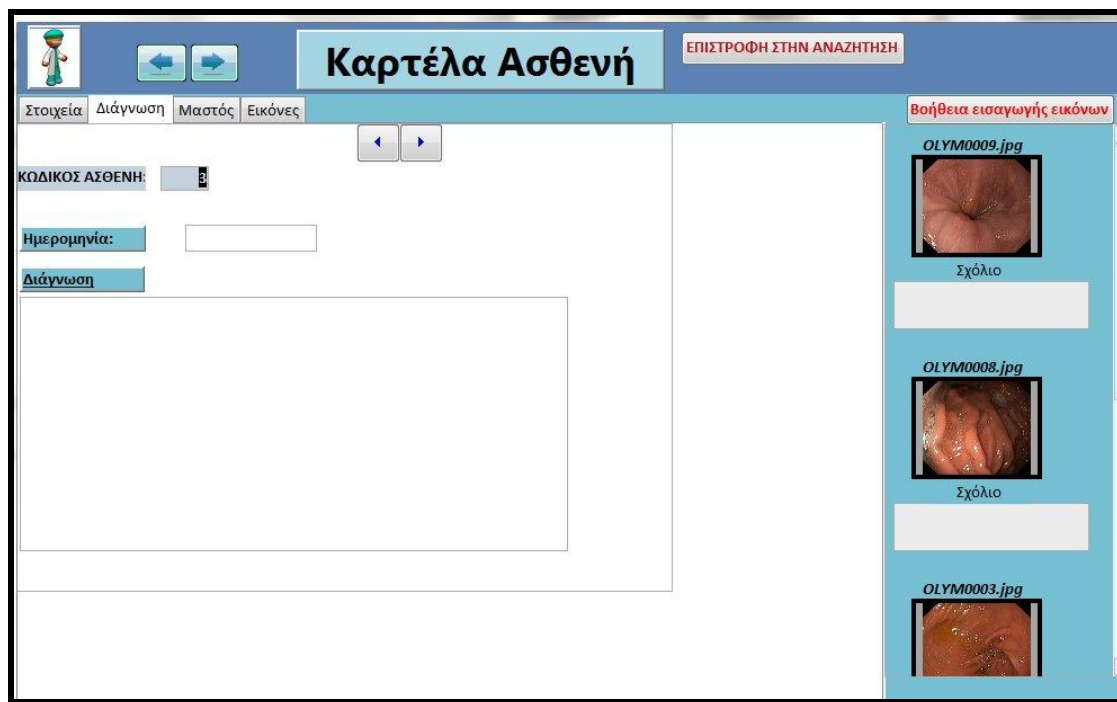 Καρτέλα Ασθενή
ΕΠΙΣΤΡΟΦΗ ΣΤΗΝ ΑΝΑΖΗΤΗΣΗ
Στοιχεία Διάγνωση Μαστός Εικόνες
Βοήθεια εισαγωγής εικόνων
ΚΩΔΙΚΟΣ ΑΣΘΕΝΗ: 3
Ημερομηνία:
Διάγνωση
OLYM0009.jpg
Σχόλιο
OLYM0008.jpg
Σχόλιο
OLYM0003.jpg